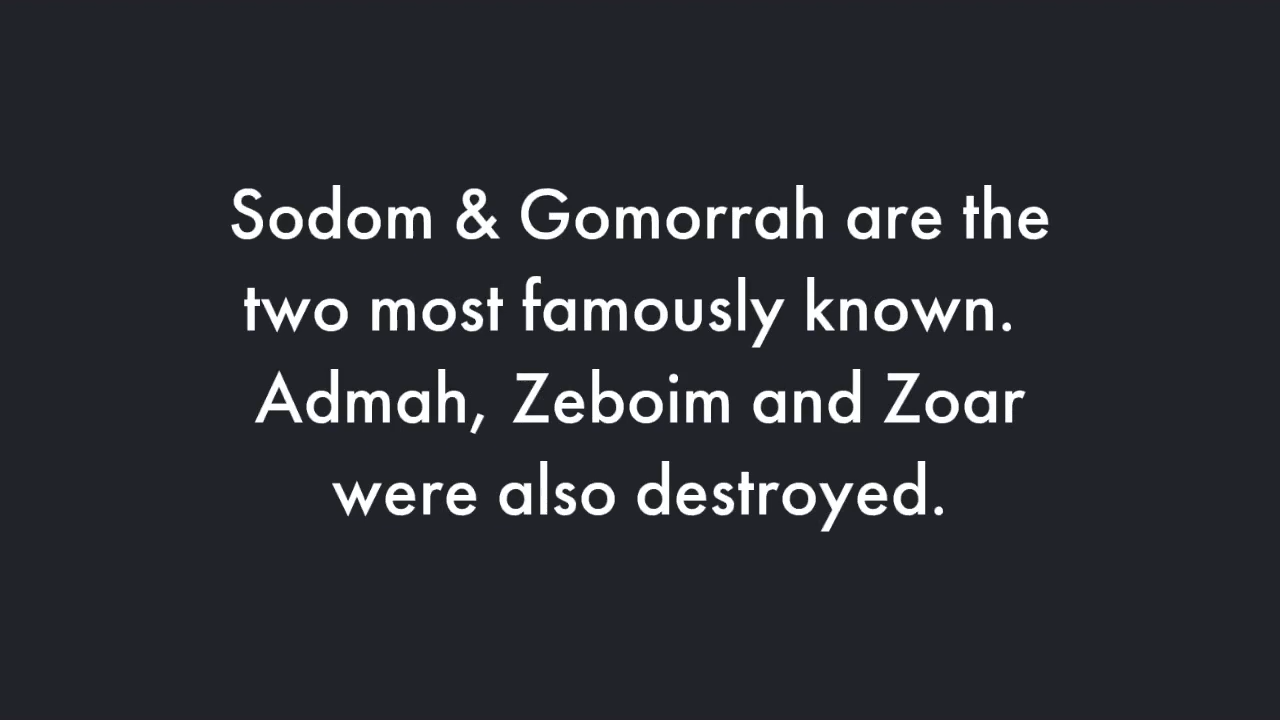 Sodom & Gomorrah are the
two most famously known.
Admah, Zeboim and Zoar
were also destroyed.